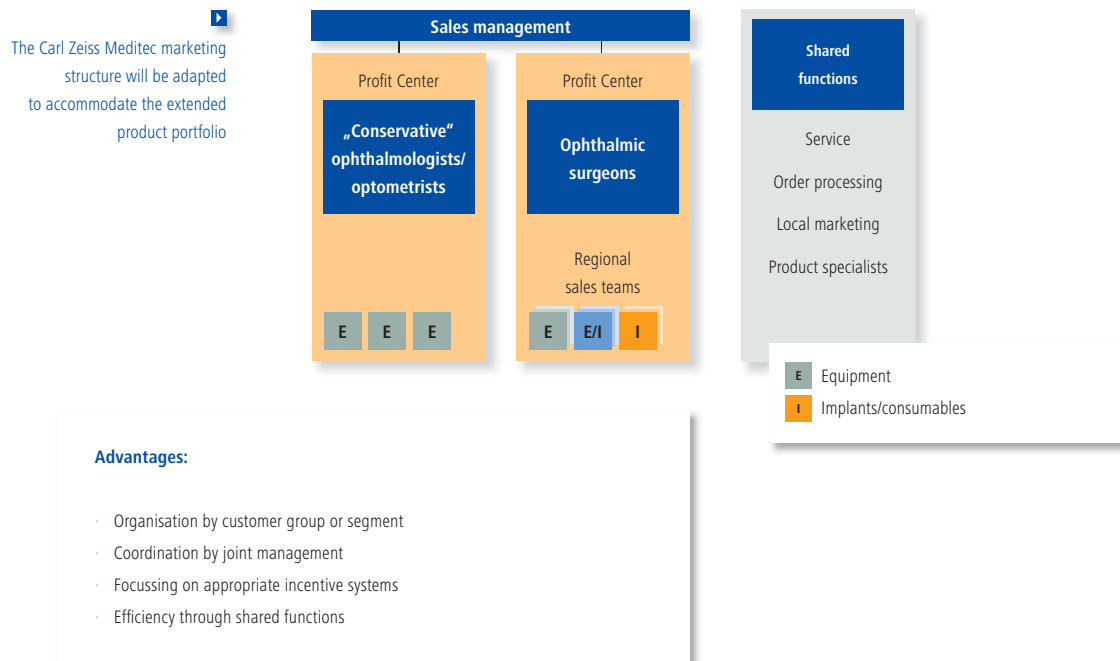 The Carl Zeiss Meditec marketing
structure will be adapted
to accommodate the extended
product portfolio
Sales management
Profit Center
„Conservative“
ophthalmologists/
optometrists
E E E
Profit Center
Ophthalmic
surgeons
Regional
sales teams
E E/I I
Shared
functions
Service
Order processing
Local marketing
Product specialists
E Equipment
I Implants/consumables
Advantages:
· Organisation by customer group or segment
· Coordination by joint management
· Focussing on appropriate incentive systems
· Efficiency through shared functions